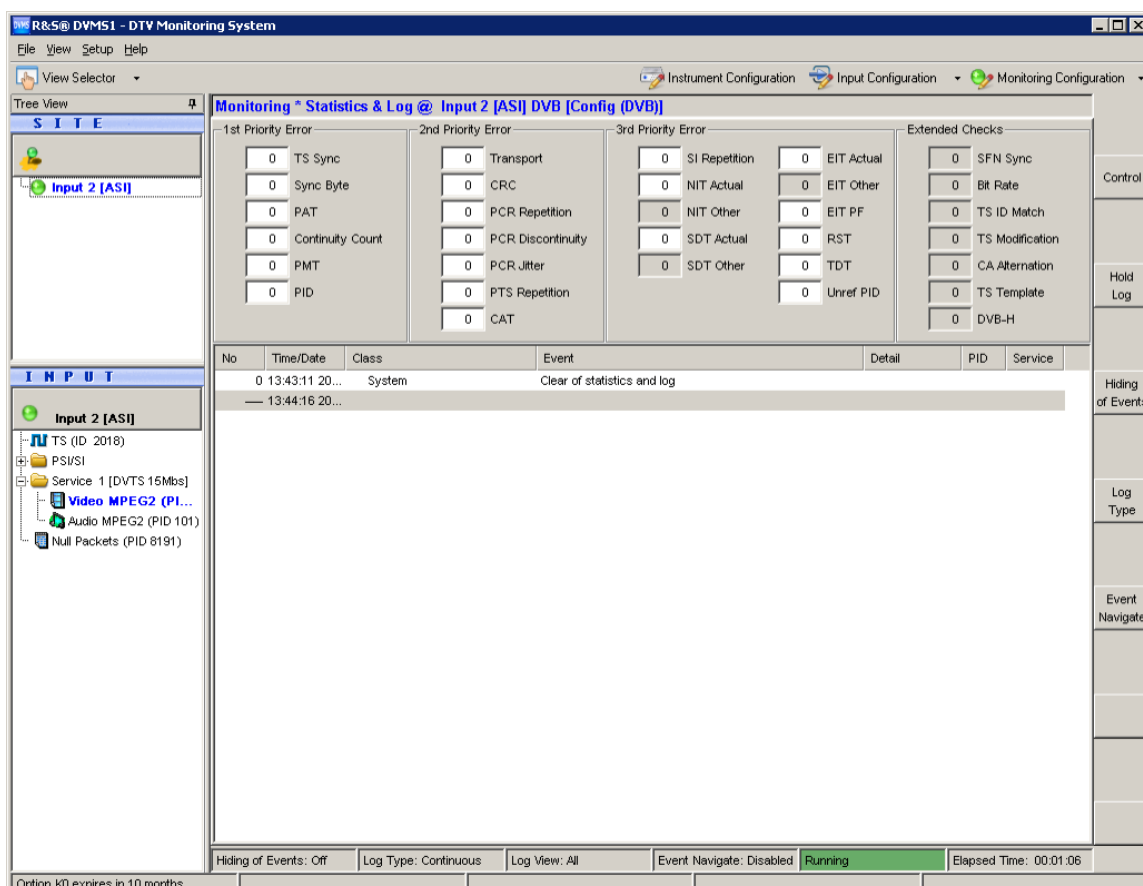 DVMS R&S® DVMS1 - DTV Monitoring System
File View Setup Help
View Selector
Instrument Configuration Input Configuration Monitoring Configuration
Tree View
SITE
Input 2 [ASI]
INPUT
Input 2 [ASI]
TS (ID 2018)
PSI/SI
Service 1 [DVTS 15Mbs]
Video MPEG2 (PI...
Audio MPEG2 (PID 101)
Null Packets (PID 8191)
Monitoring * Statistics & Log @ Input 2 [ASI] DVB [Config (DVB)]
1st Priority Error
0 TS Sync
0 Sync Byte
0 PAT
0 Continuity Count
0 PMT
0 PID
2nd Priority Error
0 Transport
0 CRC
0 PCR Repetition
0 PCR Discontinuity
0 PCR Jitter
0 PTS Repetition
0 CAT
3rd Priority Error
0 SI Repetition
0 NIT Actual
0 NIT Other
0 SDT Actual
0 SDT Other
0 EIT Actual
0 EIT Other
0 EIT PF
0 RST
0 TDT
0 Unref PID
Extended Checks
0 SFN Sync
0 Bit Rate
0 TS ID Match
0 TS Modification
0 CA Alternation
0 TS Template
0 DVB-H
No Time/Date Class Event Detail PID Service
0 13:43:11 20... System Clear of statistics and log
---- 13:44:16 20...
Control
Hold
Log
Hiding
of Event
Log
Type
Event
Navigate
Hiding of Events: Off Log Type: Continuous Log View: All Event Navigate: Disabled Running Elapsed Time: 00:01:06
Option K0 expires in 10 months